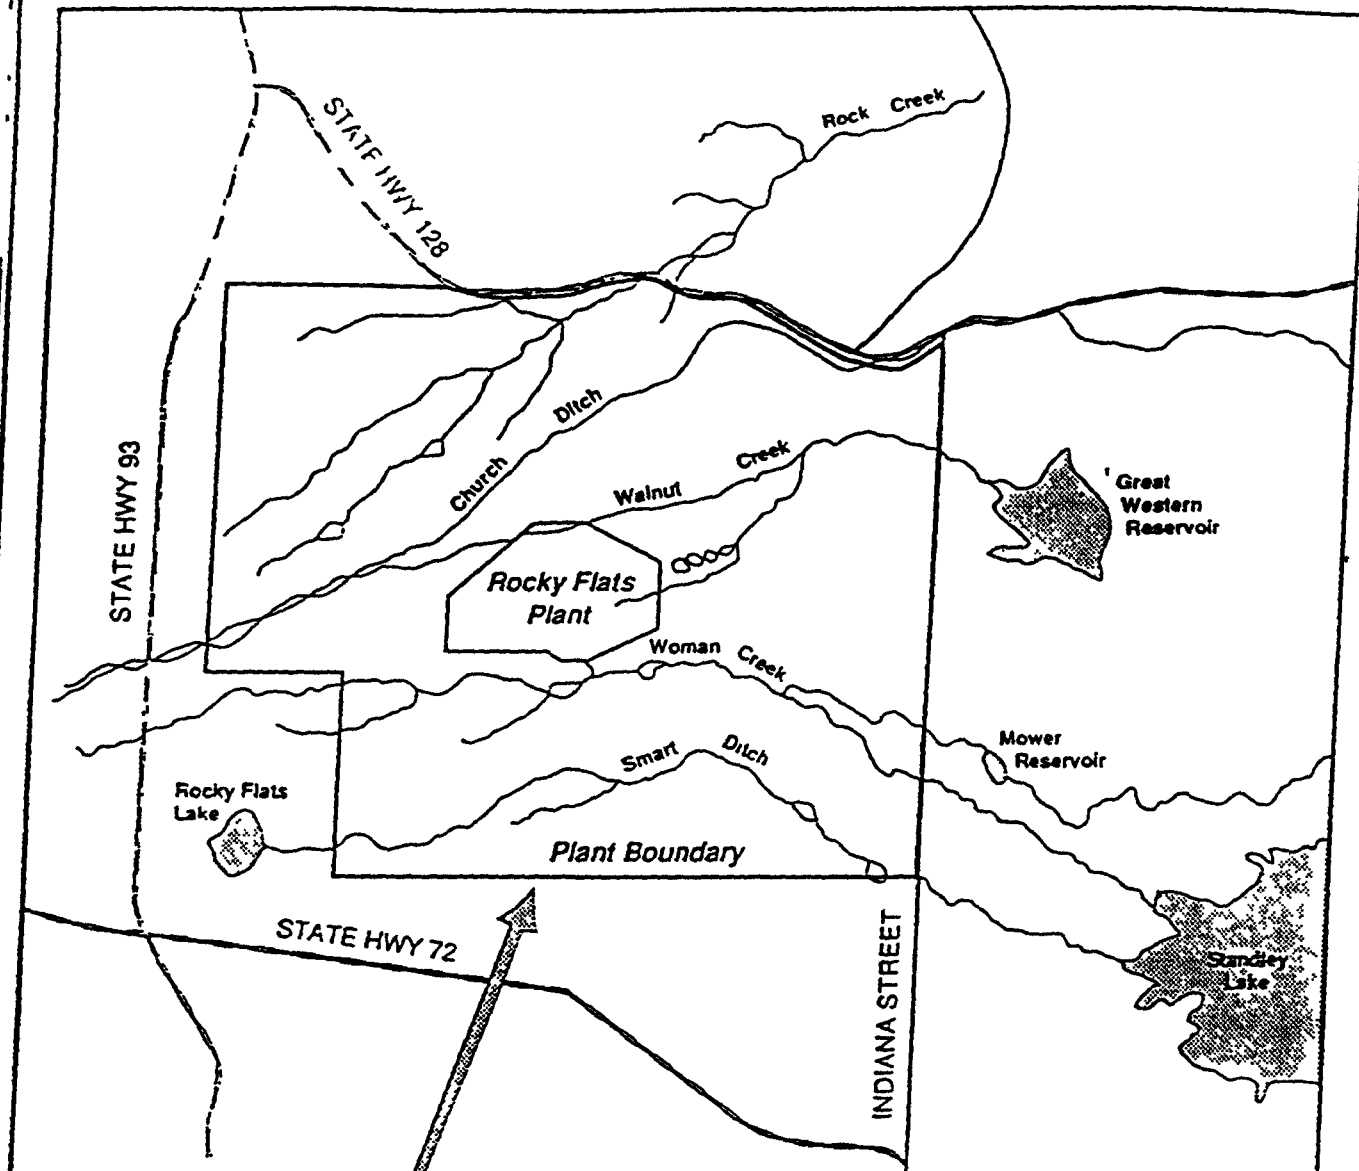 Rock Creek
STATE HWY 128
Church Ditch
STATE HWY 93
Walnut Creek
Great
Western
Reservoir
Rocky Flats
Plant
Woman Creek
Mower
Reservoir
Smart Ditch
Rocky Flats
Lake
Plant Boundary
STATE HWY 72
INDIANA STREET
Standley
Lake